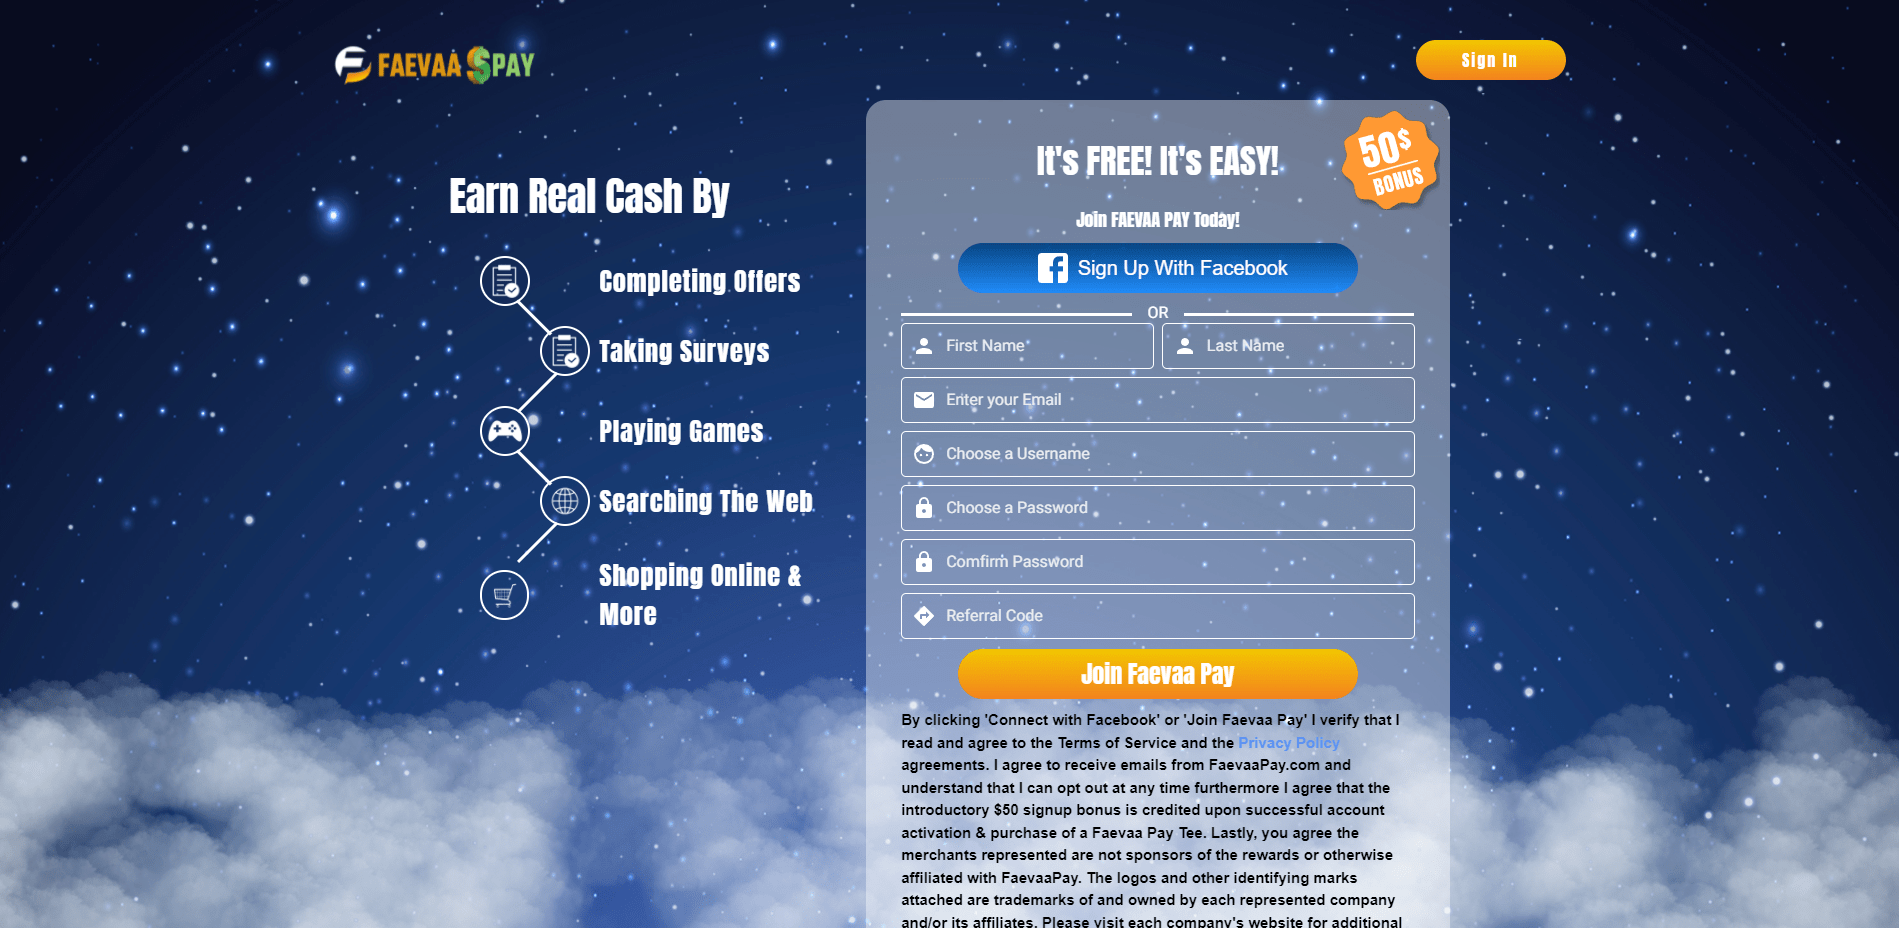 FAEVAA $PAY
Sign In
Earn Real Cash By
Completing Offers
Taking Surveys
Playing Games
Searching The Web
Shopping Online &
More
It's FREE! It's EASY!
50$
BONUS
Join FAEVAA PAY Today!
Sign Up With Facebook
OR
First Name
Last Name
Enter your Email
Choose a Username
Choose a Password
Comfirm Password
Referral Code
Join Faevaa Pay
By clicking 'Connect with Facebook' or 'Join Faevaa Pay' I verify that I
read and agree to the Terms of Service and the Privacy Policy
agreements. I agree to receive emails from FaevaaPay.com and
understand that I can opt out at any time furthermore I agree that the
introductory $50 signup bonus is credited upon successful account
activation & purchase of a Faevaa Pay Tee. Lastly, you agree the
merchants represented are not sponsors of the rewards or otherwise
affiliated with FaevaaPay. The logos and other identifying marks
attached are trademarks of and owned by each represented company
and/or its affiliates. Please visit each company's website for additional